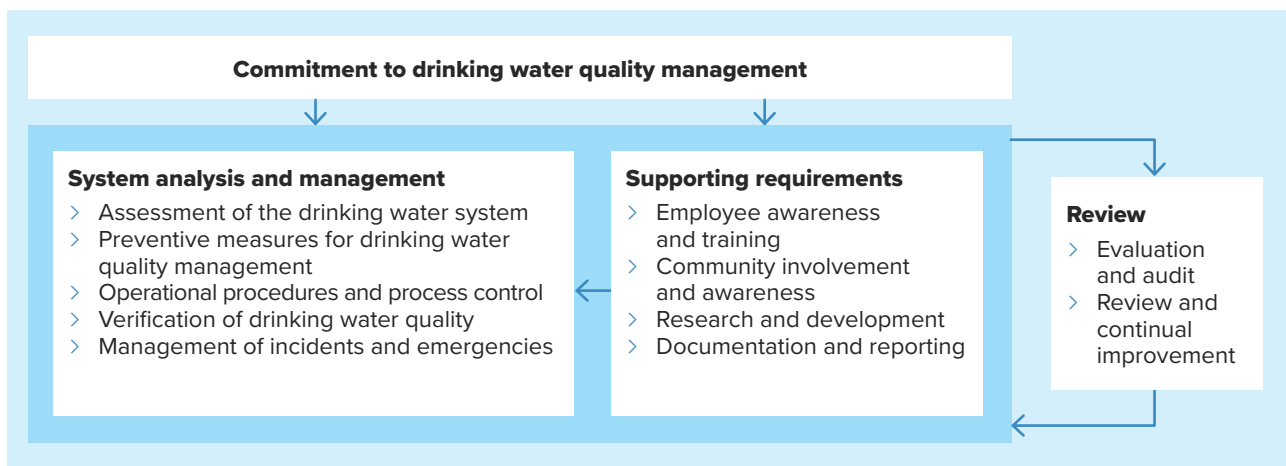 Commitment to drinking water quality management
System analysis and management
> Assessment of the drinking water system
> Preventive measures for drinking water
quality management
> Operational procedures and process control
> Verification of drinking water quality
> Management of incidents and emergencies
Supporting requirements
> Employee awareness
and training
> Community involvement
and awareness
> Research and development
> Documentation and reporting
Review
> Evaluation
and audit
> Review and
continual
improvement